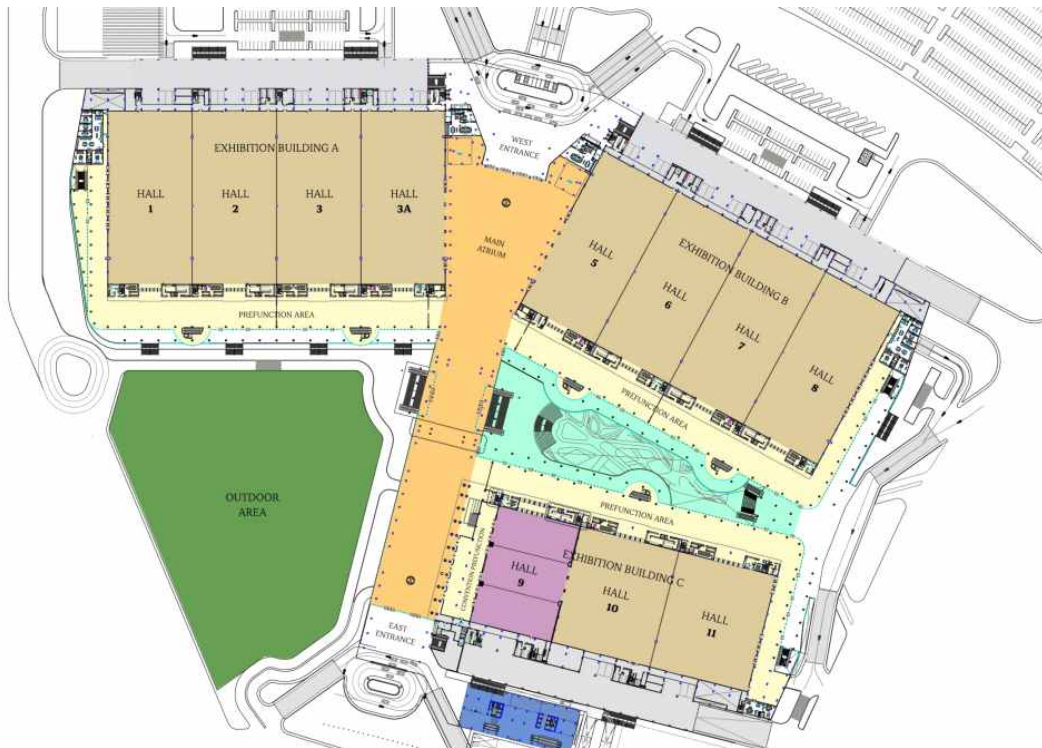 WEST
ENTRANCE
EXHIBITION BUILDING A
HALL
1
HALL
2
HALL
3
HALL
3A
PREFUNCTION AREA
MAIN
ATRIUM
EXHIBITION BUILDING B
HALL
5
HALL
6
HALL
7
HALL
8
PREFUNCTION AREA
OUTDOOR
AREA
PREFUNCTION AREA
CONVENTION PREFUNCTION
EXHIBITION BUILDING C
HALL
9
HALL
10
HALL
11
EAST
ENTRANCE